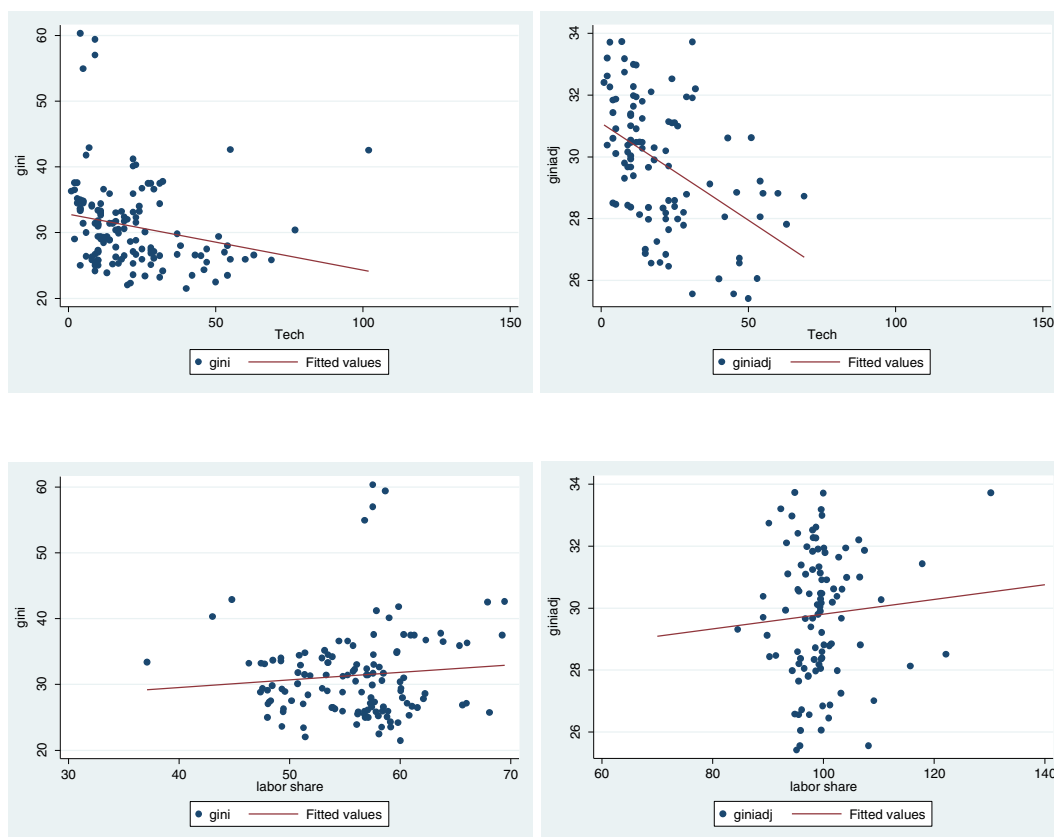 gini
60
50
40
30
20
0 50 100 150
Tech
gini Fitted values
giniadj
34
32
30
28
26
0 50 100 150
Tech
giniadj Fitted values
gini
60
50
40
30
20
30 40 50 60 70
labor share
gini Fitted values
giniadj
34
32
30
28
26
60 80 100 120 140
labor share
giniadj Fitted values